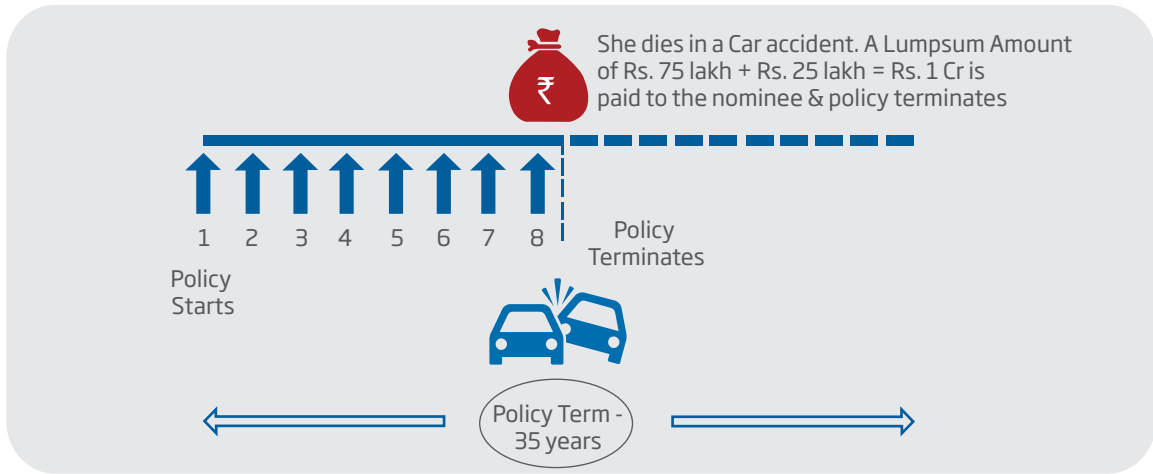 She dies in a Car accident. A Lumpsum Amount
of Rs. 75 lakh + Rs. 25 lakh = Rs. 1 Cr is
paid to the nominee & policy terminates
₹
1 2 3 4 5 6 7 8
Policy
Starts
Policy
Terminates
Policy Term -
35 years